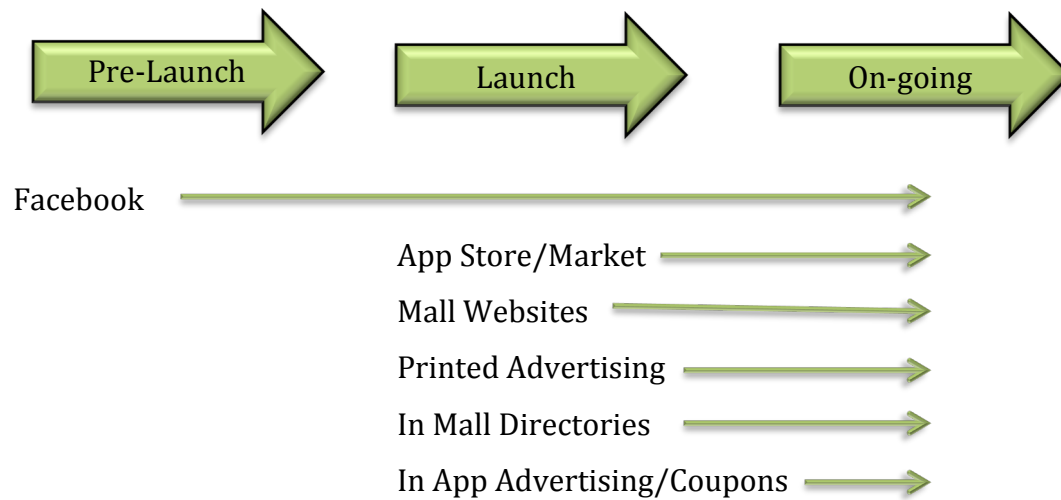 Pre-Launch
Launch
On-going
Facebook
App Store/Market
Mall Websites
Printed Advertising
In Mall Directories
In App Advertising/Coupons